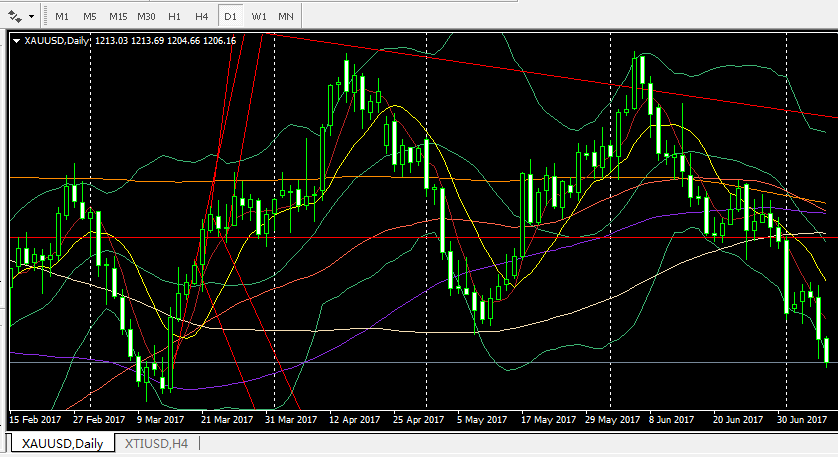 M1 M5 M15 M30 H1 H4 D1 W1 MN
XAUUSD,Daily 1213.03 1213.69 1204.66 1206.16
15 Feb 2017 27 Feb 2017 9 Mar 2017 21 Mar 2017 31 Mar 2017 12 Apr 2017 25 Apr 2017 5 May 2017 17 May 2017 29 May 2017 8 Jun 2017 20 Jun 2017 30 Jun 2017
XAUUSD,Daily XTIUSD,H4